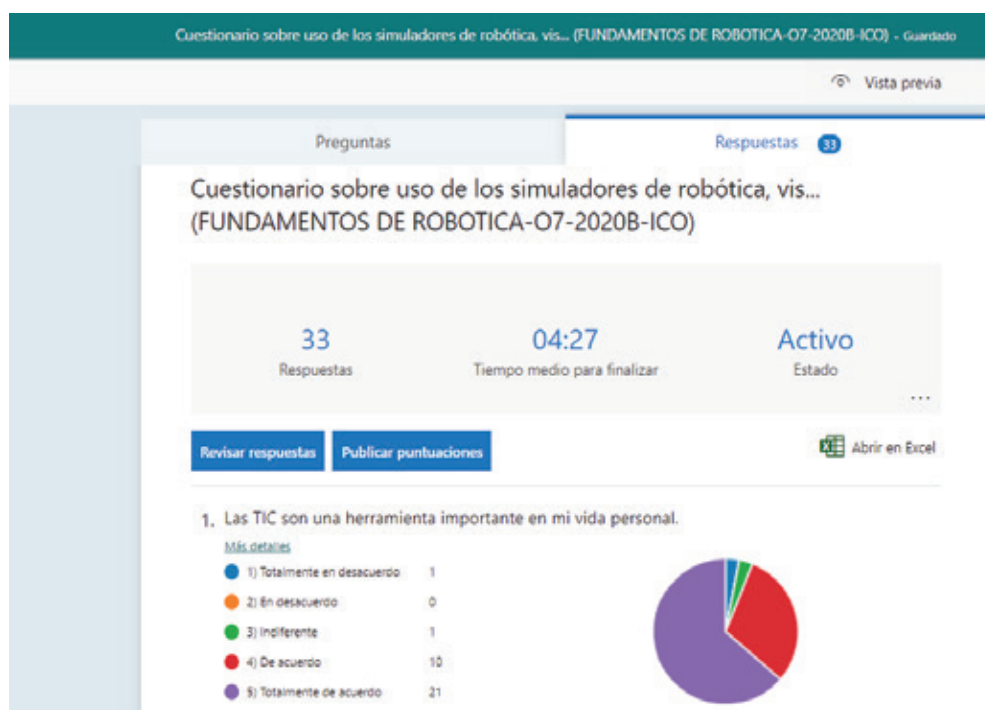 Cuestionario sobre uso de los simuladores de robótica, vis... (FUNDAMENTOS DE ROBOTICA-O7-2020B-ICO) - Guardado
Vista previa
Preguntas
Respuestas 33
Cuestionario sobre uso de los simuladores de robótica, vis...
(FUNDAMENTOS DE ROBOTICA-O7-2020B-ICO)
33
Respuestas
04:27
Tiempo medio para finalizar
Activo
Estado
...
Revisar respuestas
Publicar puntuaciones
Abrir en Excel
1. Las TIC son una herramienta importante en mi vida personal.
Más detalles
1) Totalmente en desacuerdo 1
2) En desacuerdo 0
3) Indiferente 1
4) De acuerdo 10
5) Totalmente de acuerdo 21